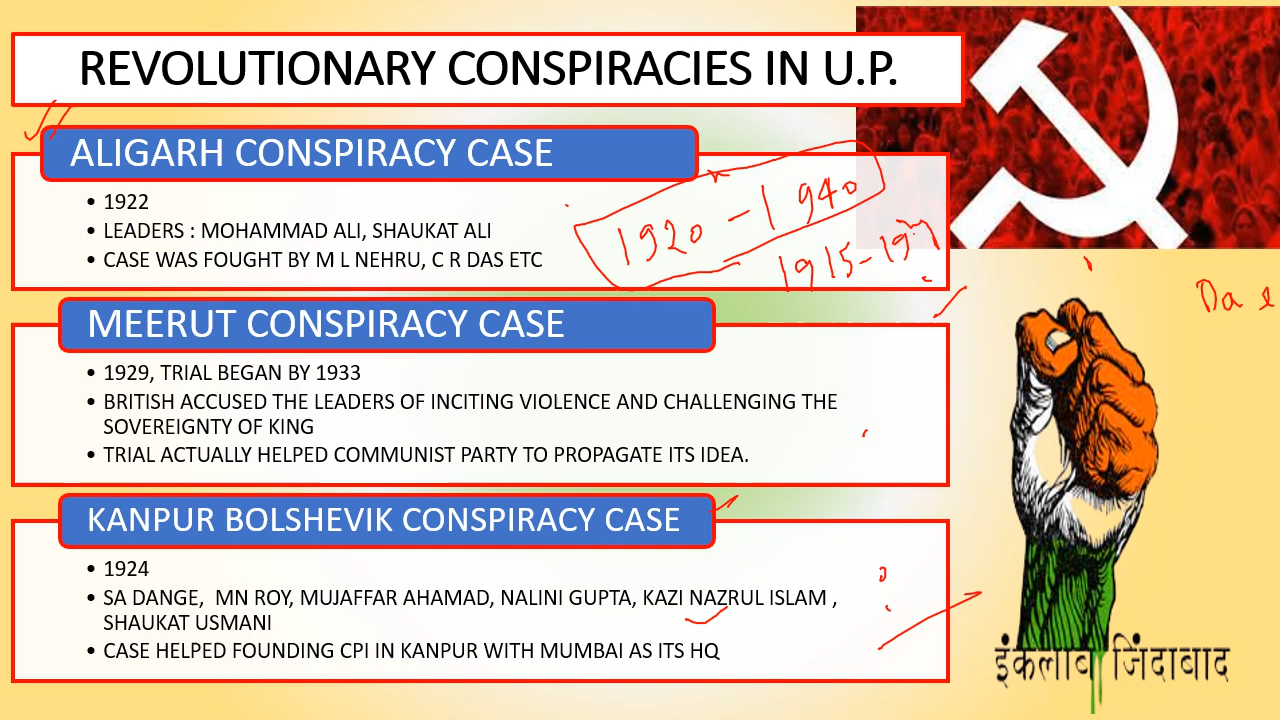 REVOLUTIONARY CONSPIRACIES IN U.P.
ALIGARH CONSPIRACY CASE
• 1922
• LEADERS : MOHAMMAD ALI, SHAUKAT ALI
• CASE WAS FOUGHT BY M L NEHRU, C R DAS ETC
1920 - 1940
1915-19
Da
MEERUT CONSPIRACY CASE
• 1929, TRIAL BEGAN BY 1933
• BRITISH ACCUSED THE LEADERS OF INCITING VIOLENCE AND CHALLENGING THE
SOVEREIGNTY OF KING
• TRIAL ACTUALLY HELPED COMMUNIST PARTY TO PROPAGATE ITS IDEA.
KANPUR BOLSHEVIK CONSPIRACY CASE
• 1924
• SA DANGE, MN ROY, MUJAFFAR AHAMAD, NALINI GUPTA, KAZI NAZRUL ISLAM ,
SHAUKAT USMANI
• CASE HELPED FOUNDING CPI IN KANPUR WITH MUMBAI AS ITS HQ
इंकलाब जिंदाबाद